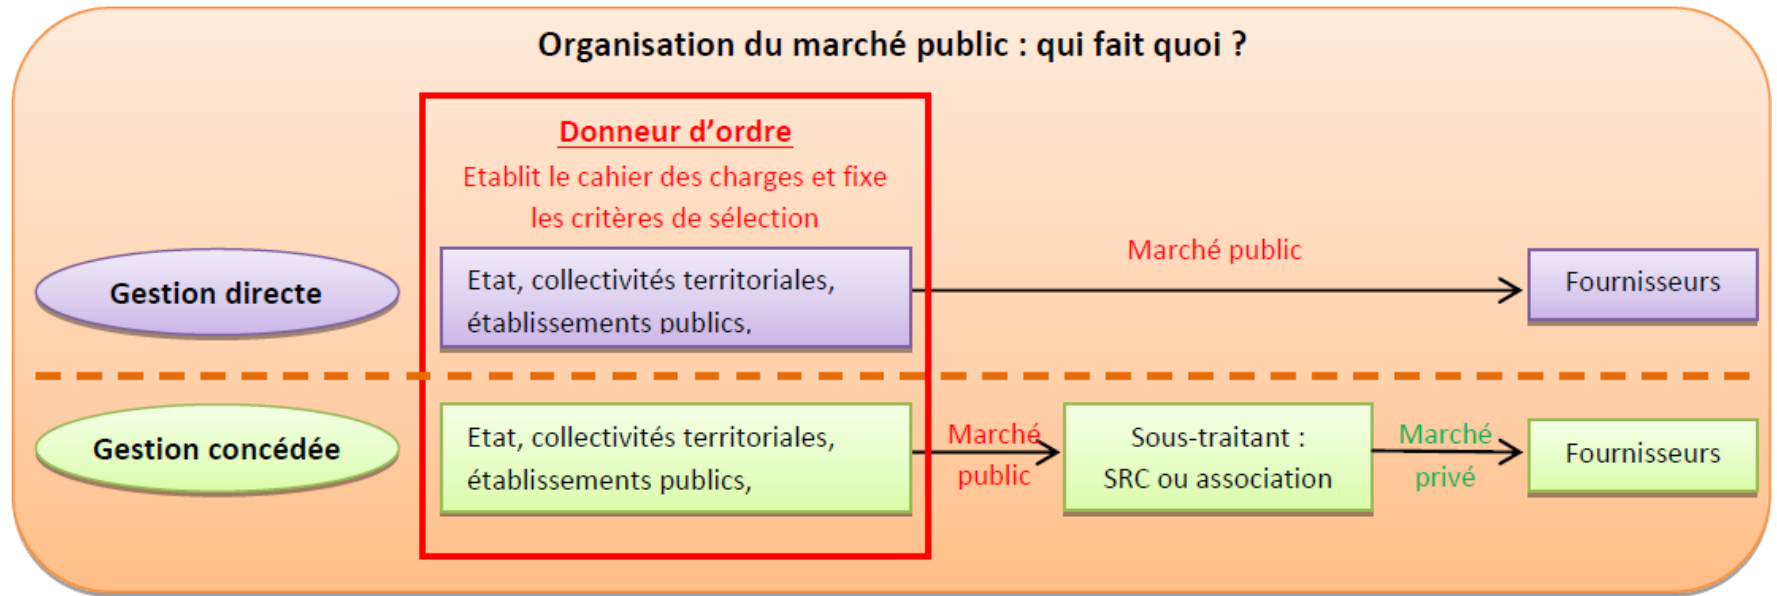 Organisation du marché public : qui fait quoi ?
Donneur d’ordre
Etablit le cahier des charges et fixe
les critères de sélection
Gestion directe
Etat, collectivités territoriales,
établissements publics,
Marché public
Fournisseurs
Gestion concédée
Etat, collectivités territoriales,
établissements publics,
Marché
public
Sous-traitant :
SRC ou association
Marché
privé
Fournisseurs